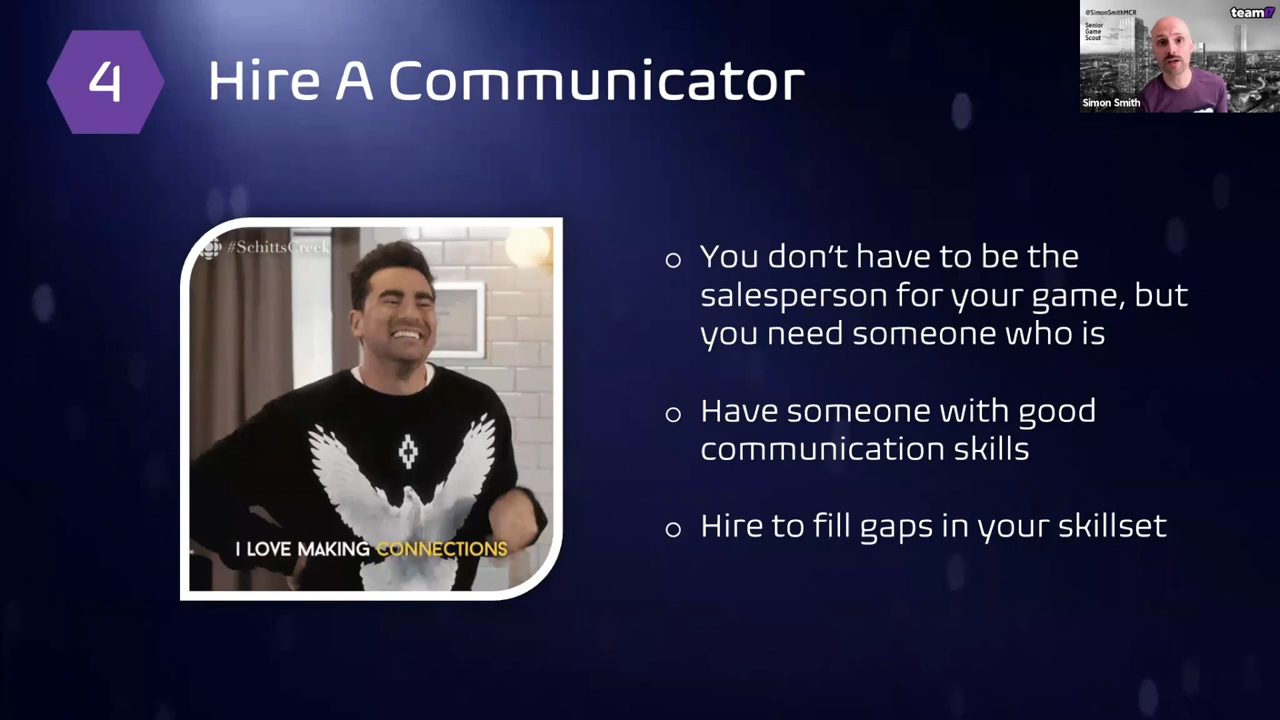 4
Hire A Communicator
@SimonSmithMCR
Senior
Game
Scout
team17
Simon Smith
#SchittsCreek
I LOVE MAKING CONNECTIONS
You don't have to be the
salesperson for your game, but
you need someone who is
Have someone with good
communication skills
Hire to fill gaps in your skillset